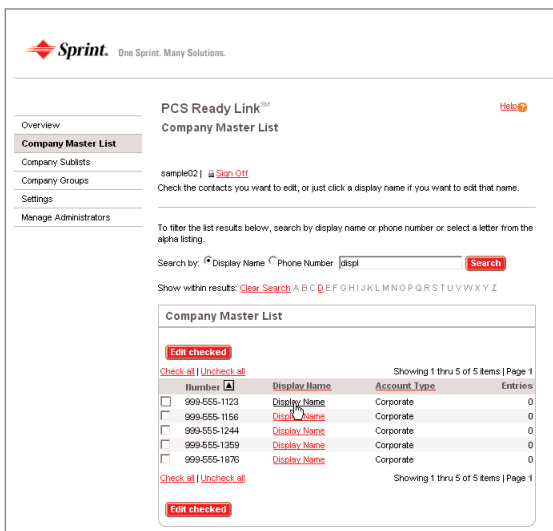 Sprint. One Sprint. Many Solutions.
PCS Ready Link℠ Help?
Overview
Company Master List
Company Master List
Company Sublists
Company Groups
Settings
Manage Administrators
sample02 | Sign Off
Check the contacts you want to edit, or just click a display name if you want to edit that name.
To filter the list results below, search by display name or phone number or select a letter from the
alpha listing.
Search by: Display Name Phone Number displ Search
Show within results: Clear Search A B C D E F G H I J K L M N O P Q R S T U V W X Y Z
Company Master List
Edit checked
Check all | Uncheck all Showing 1 thru 5 of 5 items | Page 1
Number Display Name Account Type Entries
999-555-1123 Display Name Corporate 0
999-555-1156 Display Name Corporate 0
999-555-1244 Display Name Corporate 0
999-555-1359 Display Name Corporate 0
999-555-1876 Display Name Corporate 0
Check all | Uncheck all Showing 1 thru 5 of 5 items | Page 1
Edit checked